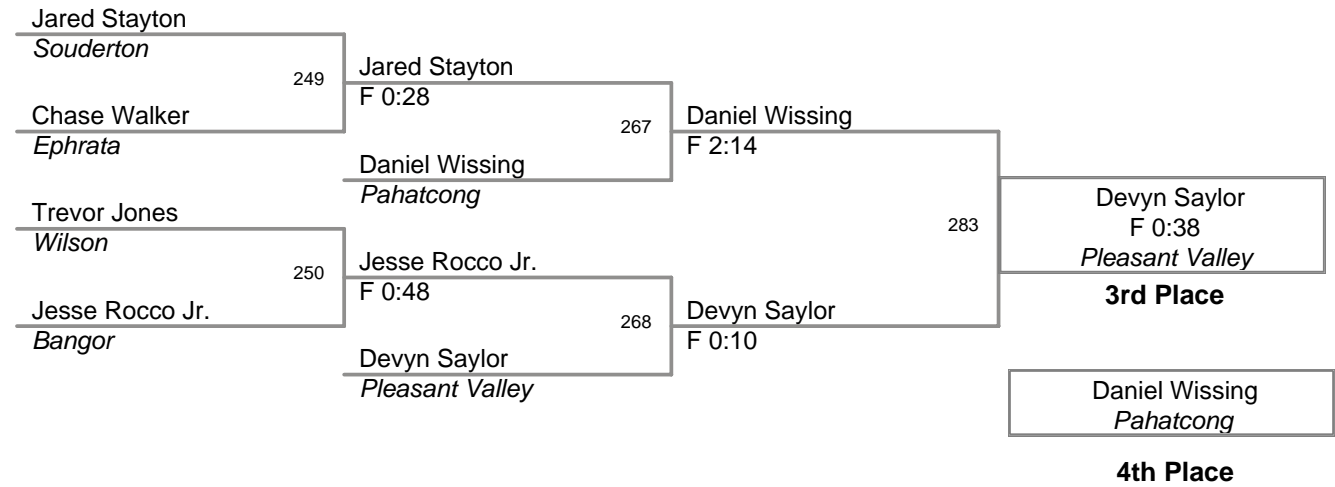 Jared Stayton
Souderton
249
Jared Stayton
F 0:28
Chase Walker
Ephrata
267
Daniel Wissing
F 2:14
Daniel Wissing
Pahatcong
Trevor Jones
Wilson
283
Devyn Saylor
F 0:38
Pleasant Valley
3rd Place
250
Jesse Rocco Jr.
F 0:48
Jesse Rocco Jr.
Bangor
268
Devyn Saylor
F 0:10
Devyn Saylor
Pleasant Valley
Daniel Wissing
Pahatcong
4th Place